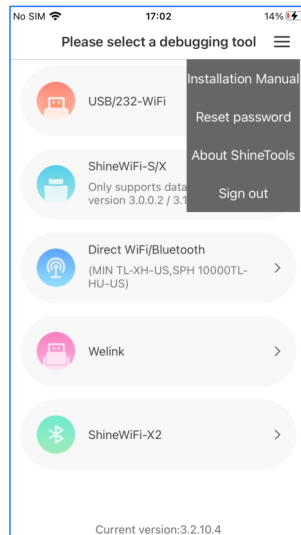 No SIM 17:02 14%
Please select a debugging tool
Installation Manual
Reset password
About ShineTools
Sign out
USB/232-WiFi
ShineWiFi-S/X
Only supports data
version 3.0.0.2 / 3.1
Direct WiFi/Bluetooth
(MIN TL-XH-US,SPH 10000TL-
HU-US)
Welink
ShineWiFi-X2
Current version:3.2.10.4